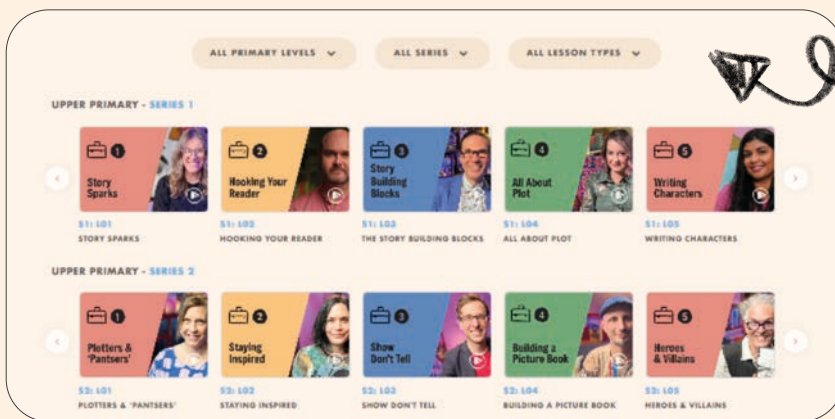 ALL PRIMARY LEVELS
ALL SERIES
ALL LESSON TYPES
UPPER PRIMARY - SERIES 1
1
Story
Sparks
2
Hooking Your
Reader
3
Story
Building
Blocks
4
All About
Plot
5
Writing
Characters
S1: L01
S1: L02
S1: L03
S1: L04
S1: L05
STORY SPARKS
HOOKING YOUR READER
THE STORY BUILDING BLOCKS
ALL ABOUT PLOT
WRITING CHARACTERS
UPPER PRIMARY - SERIES 2
1
Plotters &
'Pantsers'
2
Staying
Inspired
3
Show
Don't Tell
4
Building a
Picture Book
5
Heroes
& Villains
S2: L01
S2: L02
S2: L03
S2: L04
S2: L05
PLOTTERS & 'PANTSERS'
STAYING INSPIRED
SHOW DON'T TELL
BUILDING A PICTURE BOOK
HEROES & VILLAINS